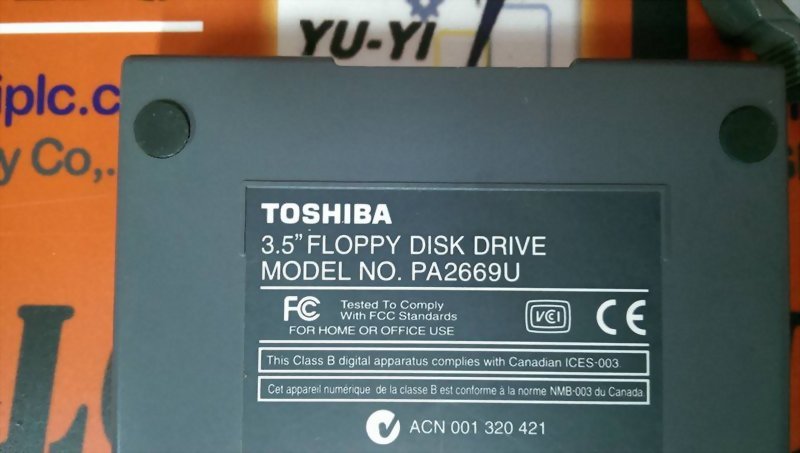 YU-YI
iplc.c
y Co,.
TOSHIBA
3.5" FLOPPY DISK DRIVE
MODEL NO. PA2669U
FC Tested To Comply
With FCC Standards
FOR HOME OR OFFICE USE
VCI CE
This Class B digital apparatus complies with Canadian ICES-003.
Cet appareil numérique de la classe B est conforme à la norme NMB-003 du Canada.
ACN 001 320 421